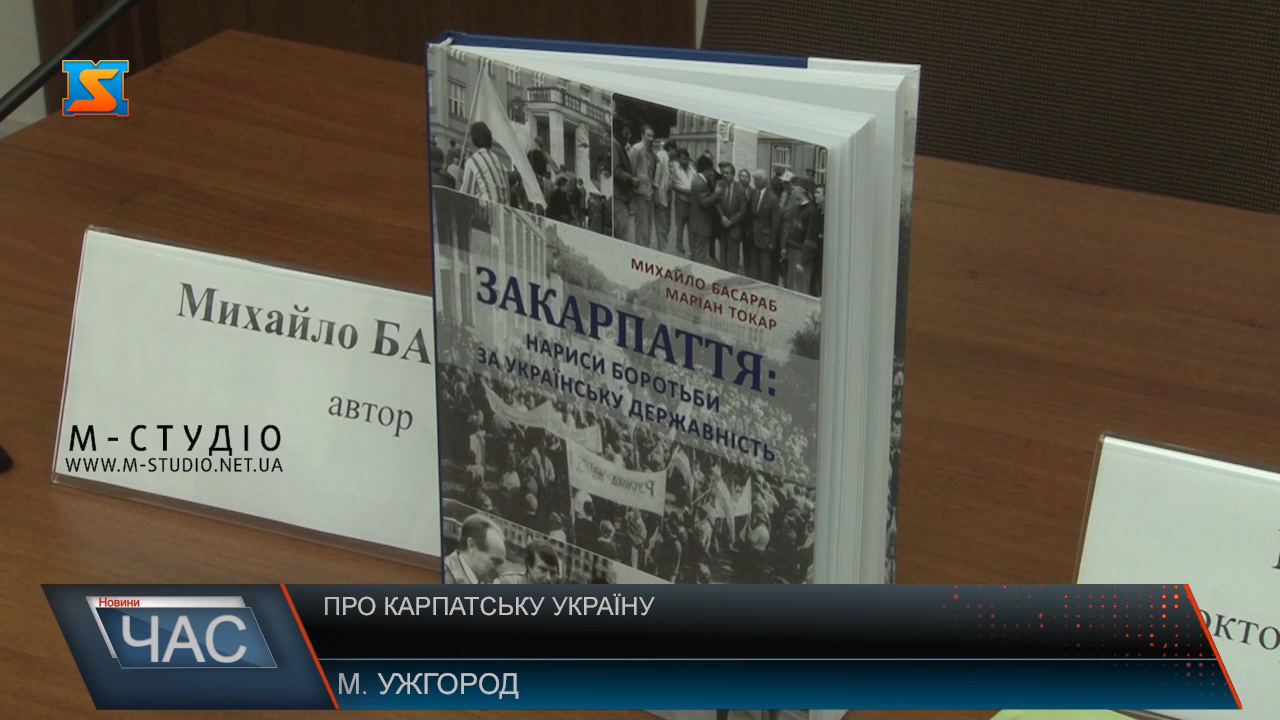 МИХАЙЛО БАСАРАБ
МАРІАН ТОКАР
ЗАКАРПАТТЯ:
НАРИСИ БОРОТЬБИ
ЗА УКРАЇНСЬКУ ДЕРЖАВНІСТЬ
Михайло БА
автор
М-СТУДІО
WWW.M-STUDIO.NET.UA
Новини
ЧАС
ПРО КАРПАТСЬКУ УКРАЇНУ
М. УЖГОРОД